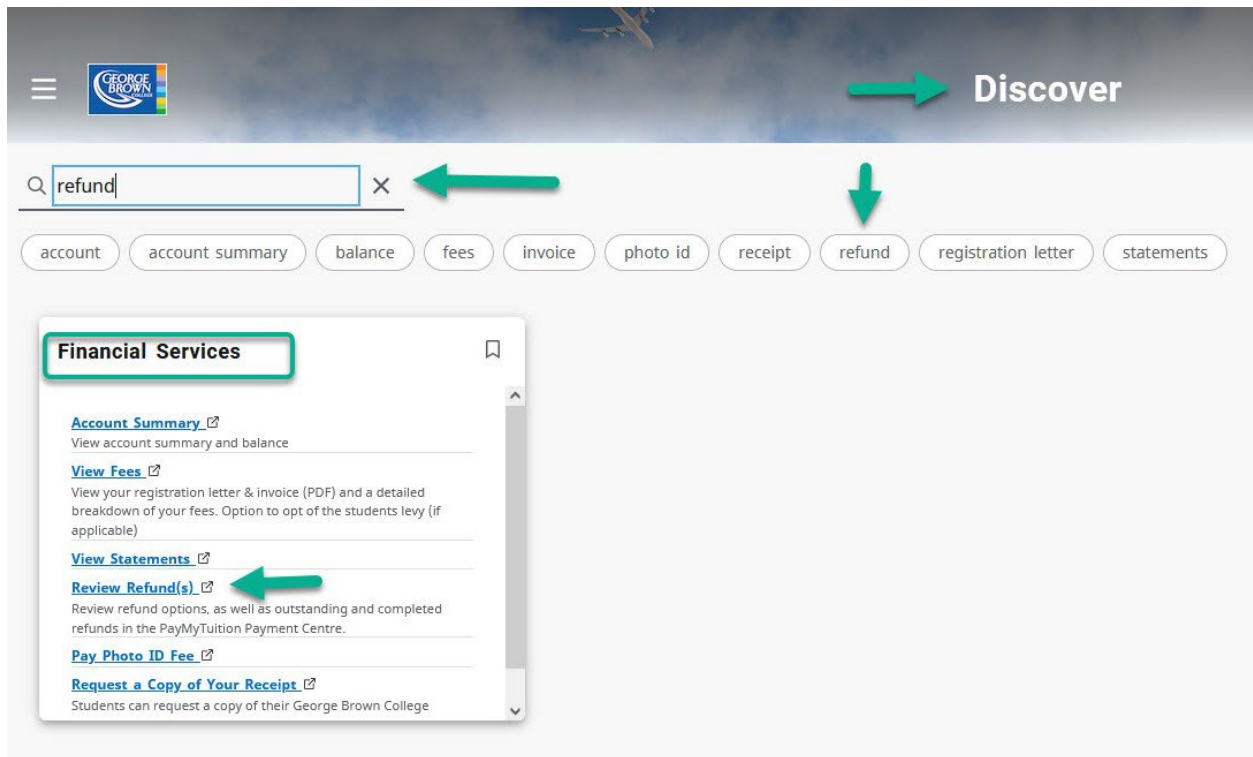 GEORGE
BROWN
COLLEGE
Discover
refund
account account summary balance fees invoice photo id receipt refund registration letter statements
Financial Services
Account Summary
View account summary and balance
View Fees
View your registration letter & invoice (PDF) and a detailed
breakdown of your fees. Option to opt of the students levy (if
applicable)
View Statements
Review Refund(s)
Review refund options, as well as outstanding and completed
refunds in the PayMyTuition Payment Centre.
Pay Photo ID Fee
Request a Copy of Your Receipt
Students can request a copy of their George Brown College